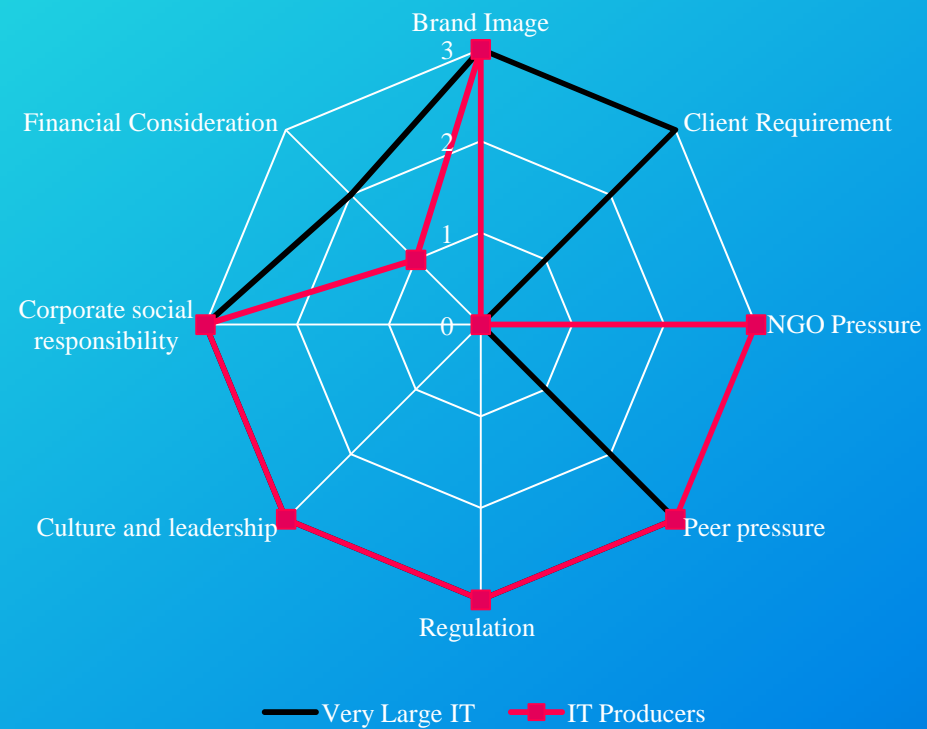 Brand Image
3
Financial Consideration
Client Requirement
2
1
Corporate social
responsibility
0
NGO Pressure
Culture and leadership
Peer pressure
Regulation
Very Large IT
IT Producers